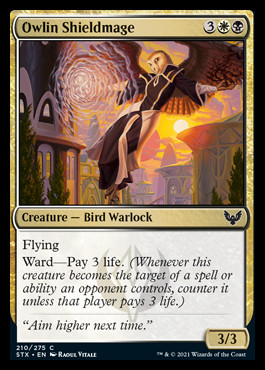 Owlin Shieldmage 3
Creature — Bird Warlock
Flying
Ward—Pay 3 life. (Whenever this
creature becomes the target of a spell or
ability an opponent controls, counter it
unless that player pays 3 life.)
“Aim higher next time.”
3/3
210/275 C
STX • EN Raoul Vitale ™ & © 2021 Wizards of the Coast